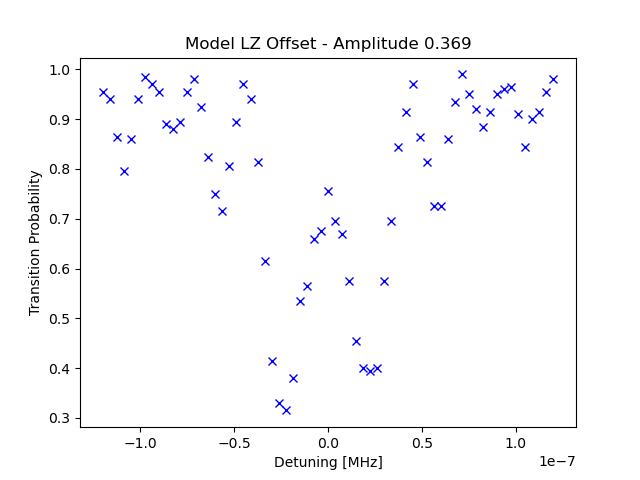 Model LZ Offset - Amplitude 0.369
Transition Probability
1.0
0.9
0.8
0.7
0.6
0.5
0.4
0.3
−1.0 −0.5 0.0 0.5 1.0
1e−7
Detuning [MHz]